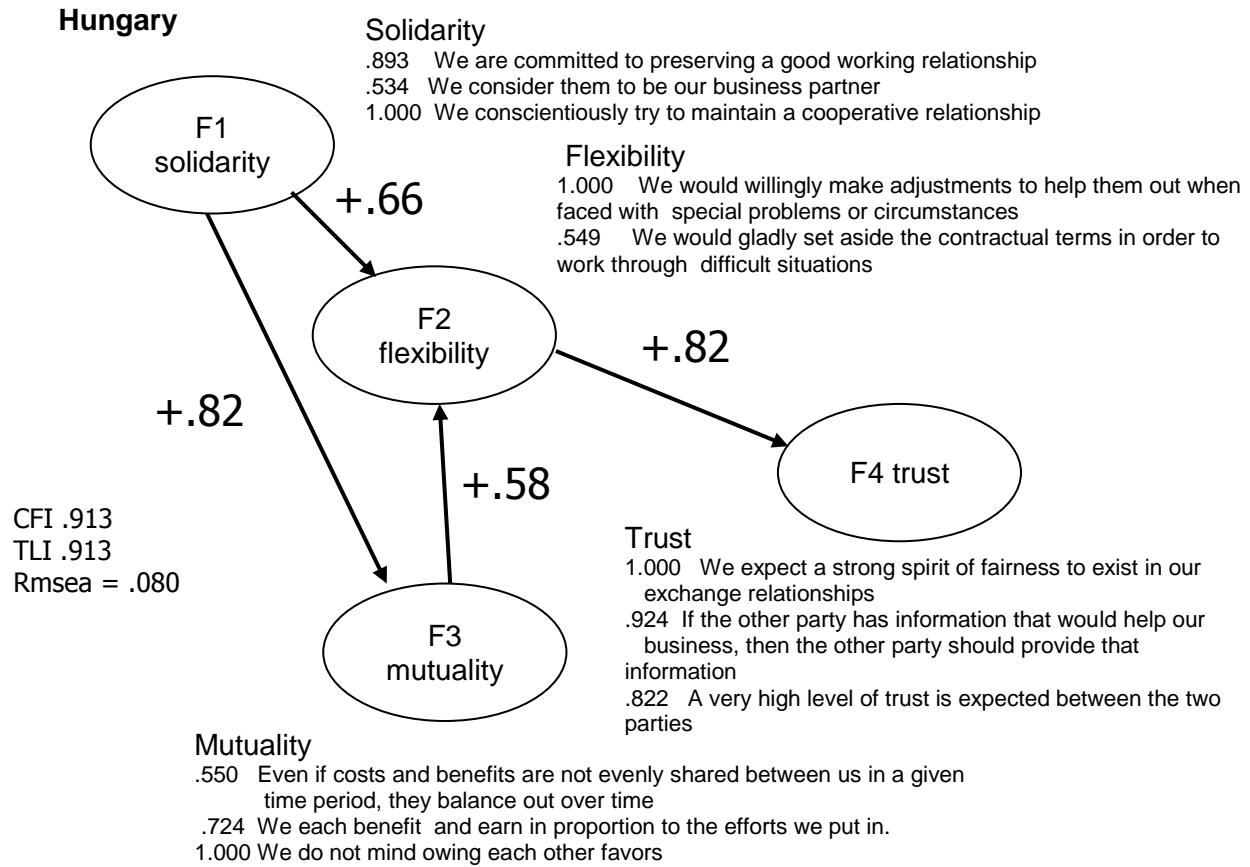 Hungary
Solidarity
.893 We are committed to preserving a good working relationship
.534 We consider them to be our business partner
1.000 We conscientiously try to maintain a cooperative relationship
F1
solidarity
Flexibility
1.000 We would willingly make adjustments to help them out when
faced with special problems or circumstances
.549 We would gladly set aside the contractual terms in order to
work through difficult situations
+.66
F2
flexibility
+.82
+.82
F4 trust
+.58
CFI .913
TLI .913
Rmsea = .080
Trust
1.000 We expect a strong spirit of fairness to exist in our
exchange relationships
.924 If the other party has information that would help our
business, then the other party should provide that
information
.822 A very high level of trust is expected between the two
parties
F3
mutuality
Mutuality
.550 Even if costs and benefits are not evenly shared between us in a given
time period, they balance out over time
.724 We each benefit and earn in proportion to the efforts we put in.
1.000 We do not mind owing each other favors